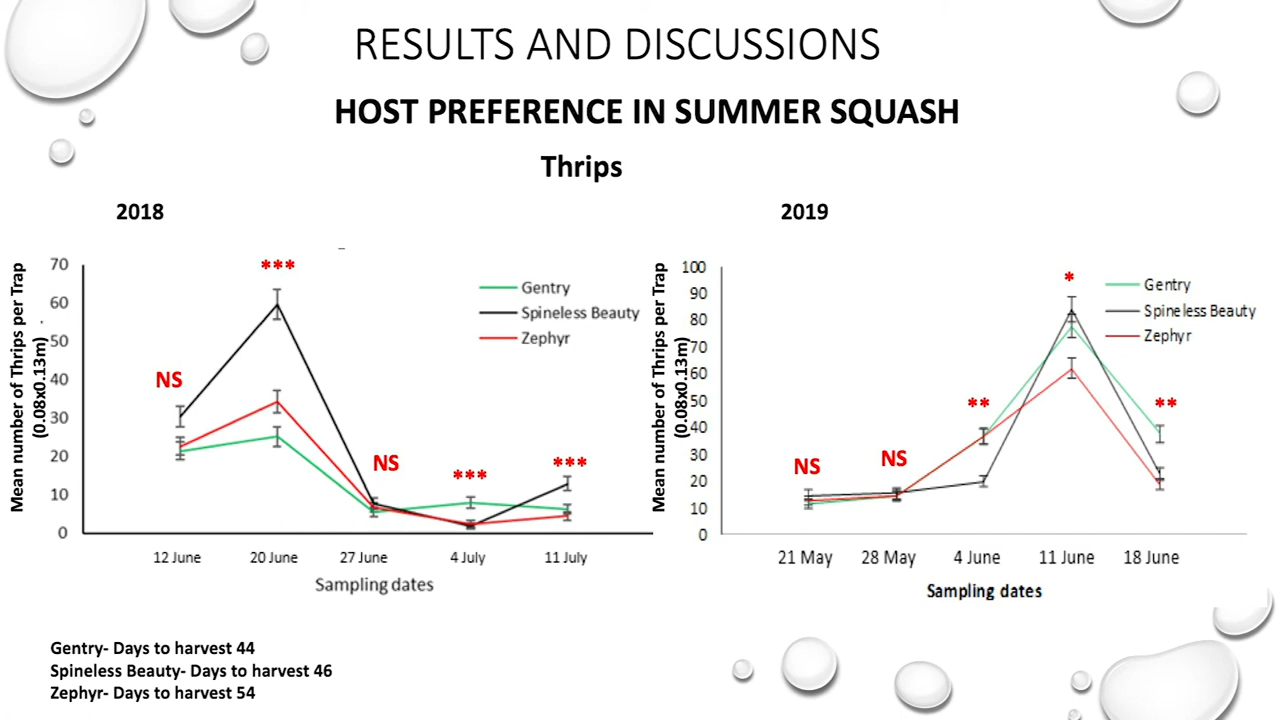 RESULTS AND DISCUSSIONS
HOST PREFERENCE IN SUMMER SQUASH
Thrips
2018
2019
Mean number of Thrips per Trap
(0.08x0.13m)
70
60
50
40
30
20
10
0
***
NS
NS
***
***
Gentry
Spineless Beauty
Zephyr
12 June
20 June
27 June
4 July
11 July
Sampling dates
Mean number of Thrips per Trap
(0.08x0.13m)
100
90
80
70
60
50
40
30
20
10
0
NS
NS
**
*
**
Gentry
Spineless Beauty
Zephyr
21 May
28 May
4 June
11 June
18 June
Sampling dates
Gentry- Days to harvest 44
Spineless Beauty- Days to harvest 46
Zephyr- Days to harvest 54